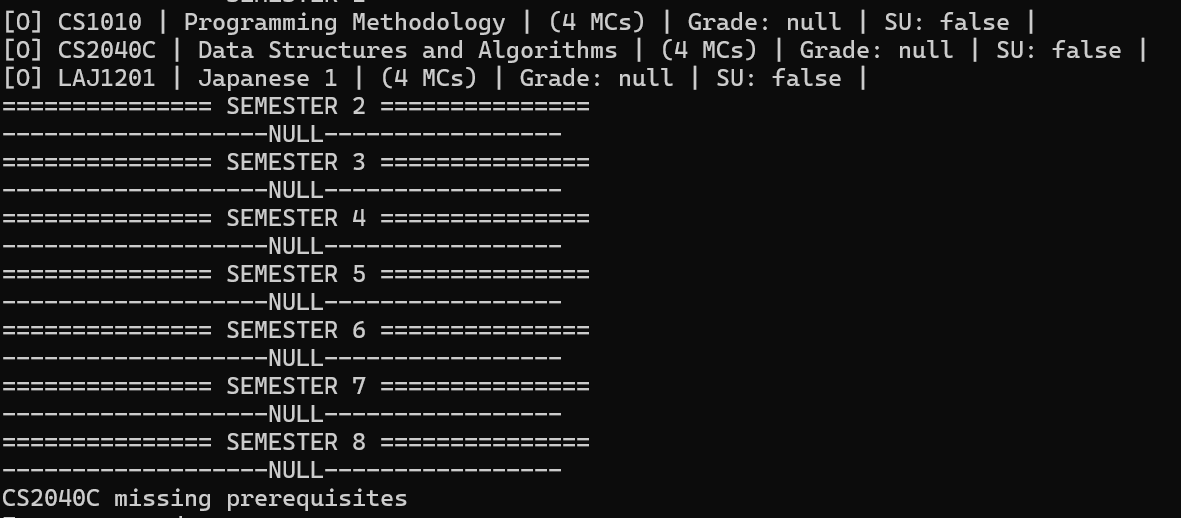 [O] CS1010 | Programming Methodology | (4 MCs) | Grade: null | SU: false |
[O] CS2040C | Data Structures and Algorithms | (4 MCs) | Grade: null | SU: false |
[O] LAJ1201 | Japanese 1 | (4 MCs) | Grade: null | SU: false |
=============== SEMESTER 2 ===============
-------------------NULL-----------------
=============== SEMESTER 3 ===============
-------------------NULL-----------------
=============== SEMESTER 4 ===============
-------------------NULL-----------------
=============== SEMESTER 5 ===============
-------------------NULL-----------------
=============== SEMESTER 6 ===============
-------------------NULL-----------------
=============== SEMESTER 7 ===============
-------------------NULL-----------------
=============== SEMESTER 8 ===============
-------------------NULL-----------------
CS2040C missing prerequisites